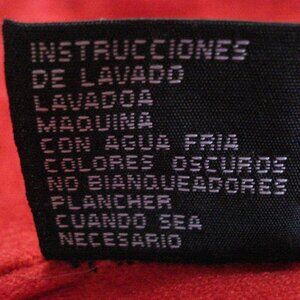 INSTRUCCIONES
DE LAVADO
LAVADOA
MAQUINA
CON AGUA FRIA
COLORES OSCUROS
NO BIANQUEADORES
PLANCHER
CUANDO SEA
NECESARIO